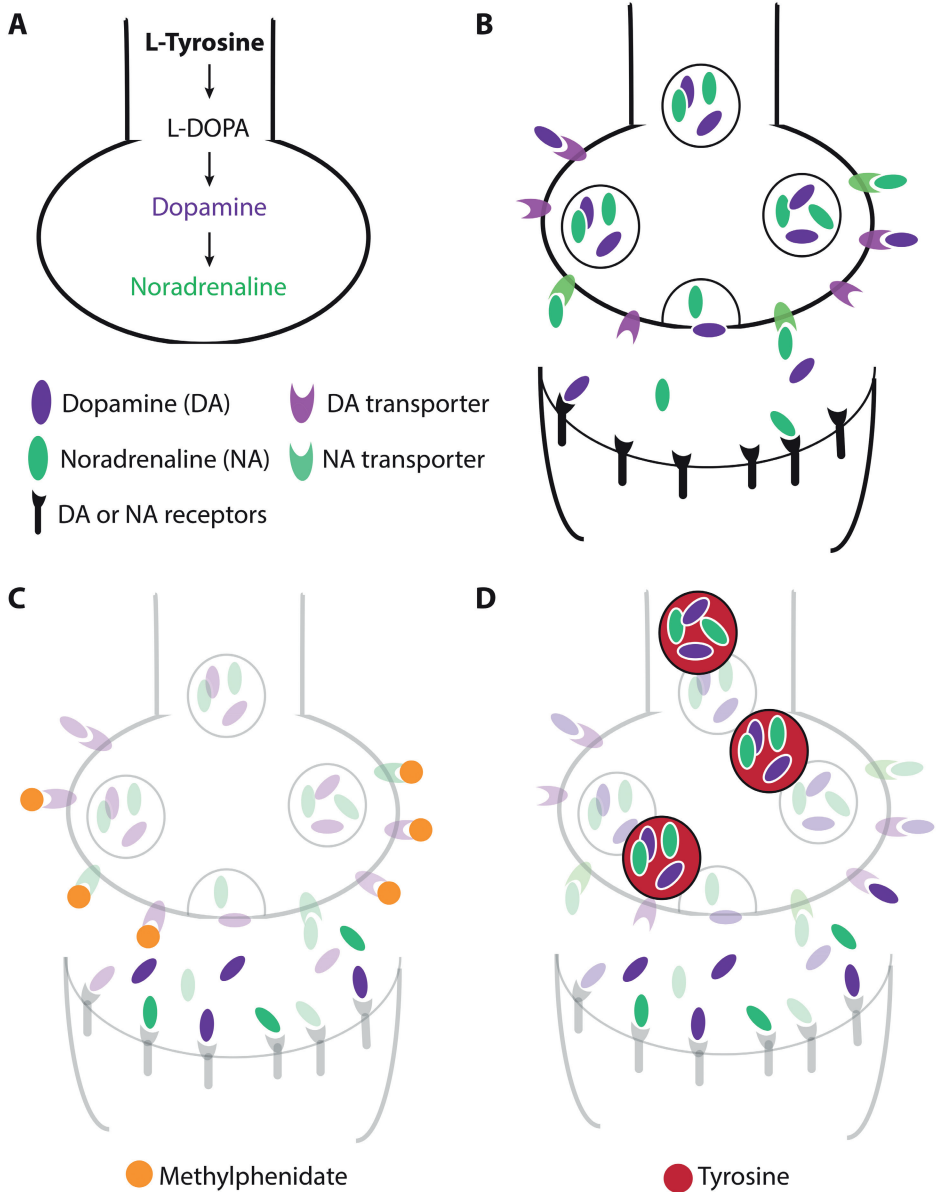 A
L-Tyrosine
L-DOPA
Dopamine
Noradrenaline
Dopamine (DA)
DA transporter
Noradrenaline (NA)
NA transporter
DA or NA receptors
B
C
Methylphenidate
D
Tyrosine